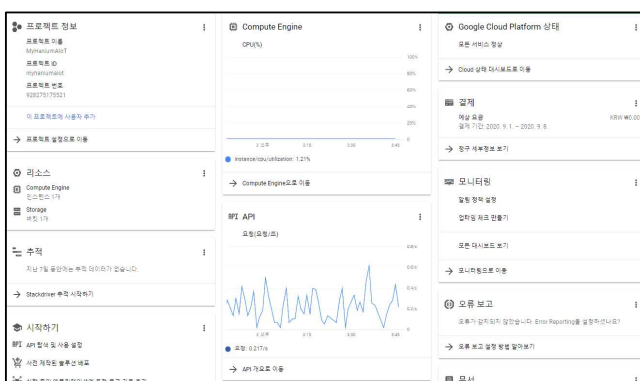 프로젝트 정보
프로젝트 이름
MyHaniumAIoT
프로젝트 ID
myhaniumaiot
프로젝트 번호
928275175521
이 프로젝트에 사용자 추가
→ 프로젝트 설정으로 이동
리소스
Compute Engine
인스턴스 1개
Storage
버킷 1개
추적
지난 7일 동안에는 추적 데이터가 없습니다.
→ Stackdriver 추적 시작하기
시작하기
API API 탐색 및 사용 설정
사전 제작된 솔루션 배포
Compute Engine
CPU(%)
100%
80%
60%
40%
20%
0
3 오후
3:15
3:30
3:45
instance/cpu/utilization: 1.21%
→ Compute Engine으로 이동
API API
요청(요청/초)
0.8/s
0.6/s
0.4/s
0.2/s
0
3 오후
3:15
3:30
3:45
요청: 0.217/s
→ API 개요로 이동
Google Cloud Platform 상태
모든 서비스 정상
→ Cloud 상태 대시보드로 이동
결제
예상 요금 KRW ₩0.00
결제 기간: 2020. 9. 1. – 2020. 9. 8.
→ 청구 세부정보 보기
모니터링
알림 정책 설정
업타임 체크 만들기
모든 대시보드 보기
→ 모니터링으로 이동
오류 보고
오류가 감지되지 않았습니다. Error Reporting을 설정하셨나요?
→ 오류 보고 설정 방법 알아보기
문서